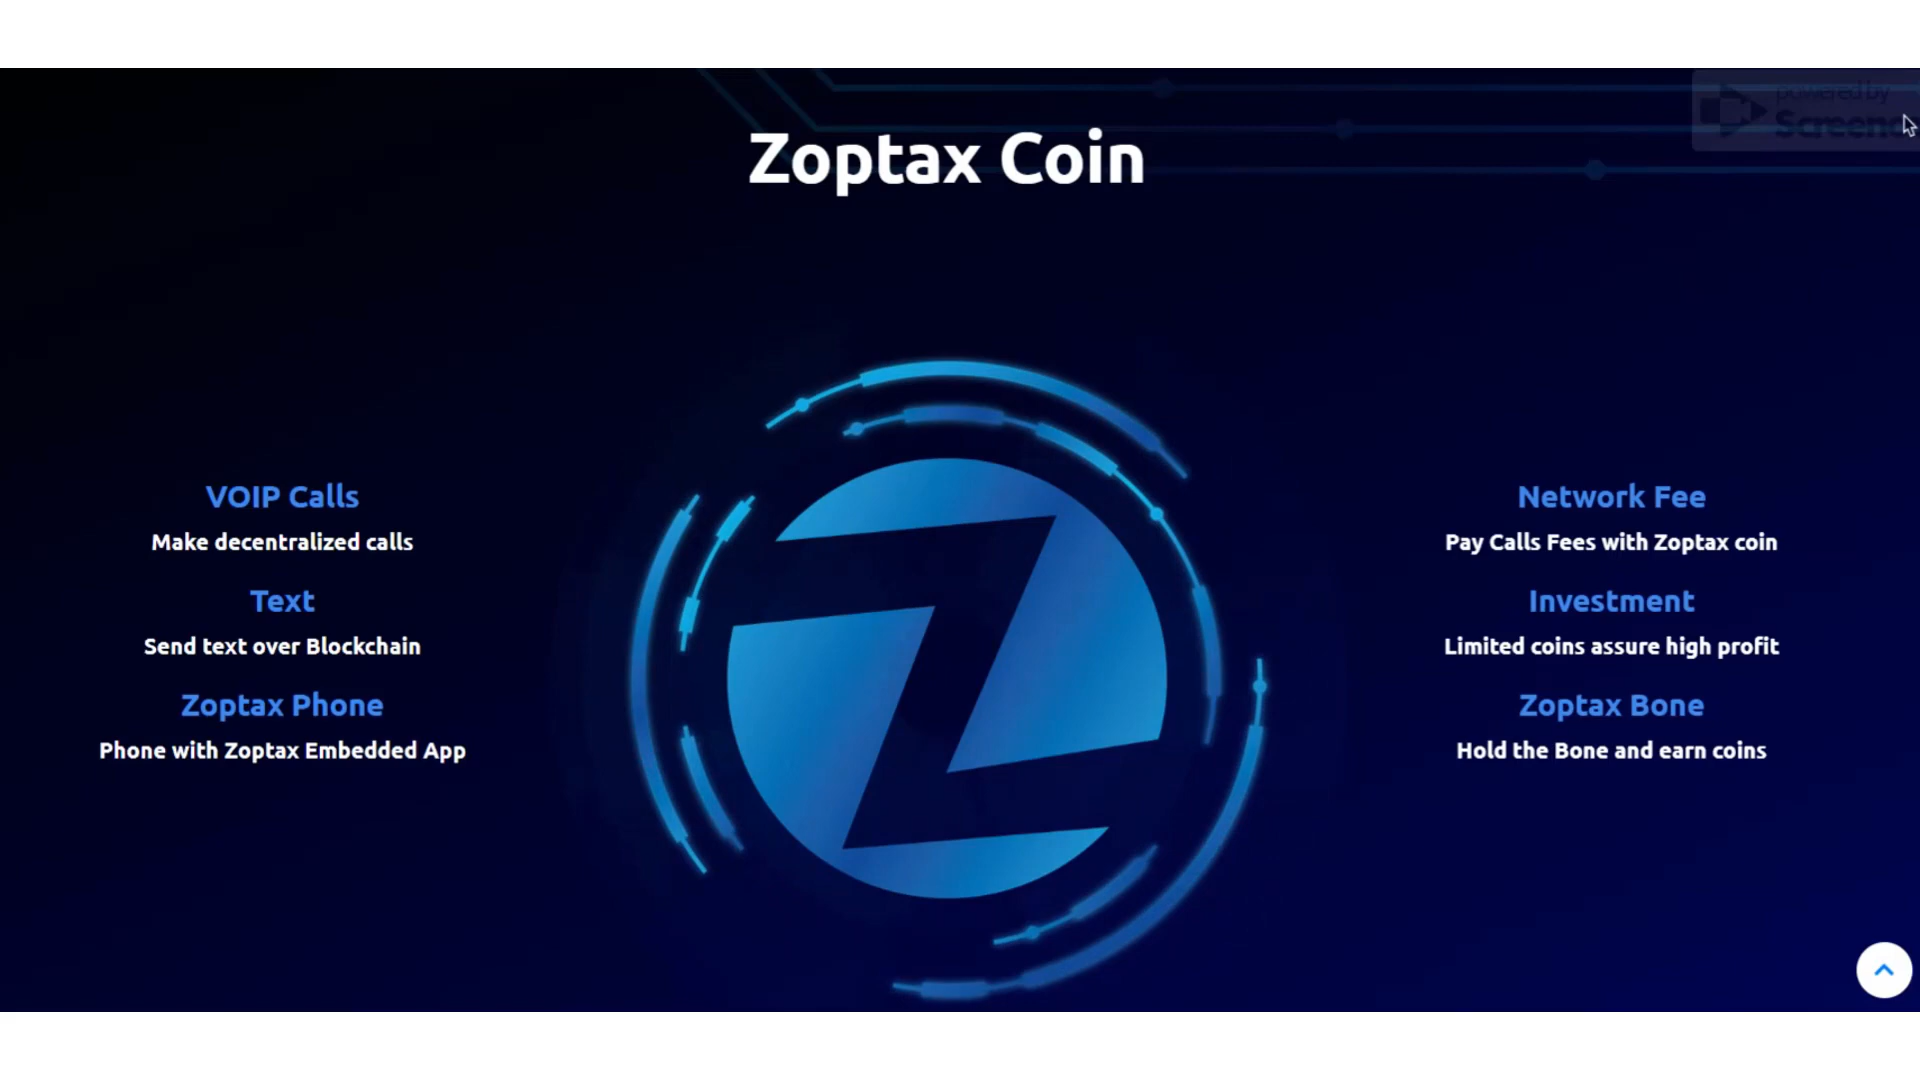 powered by
Zoptax Coin
VOIP Calls
Make decentralized calls
Text
Send text over Blockchain
Zoptax Phone
Phone with Zoptax Embedded App
Network Fee
Pay Calls Fees with Zoptax coin
Investment
Limited coins assure high profit
Zoptax Bone
Hold the Bone and earn coins